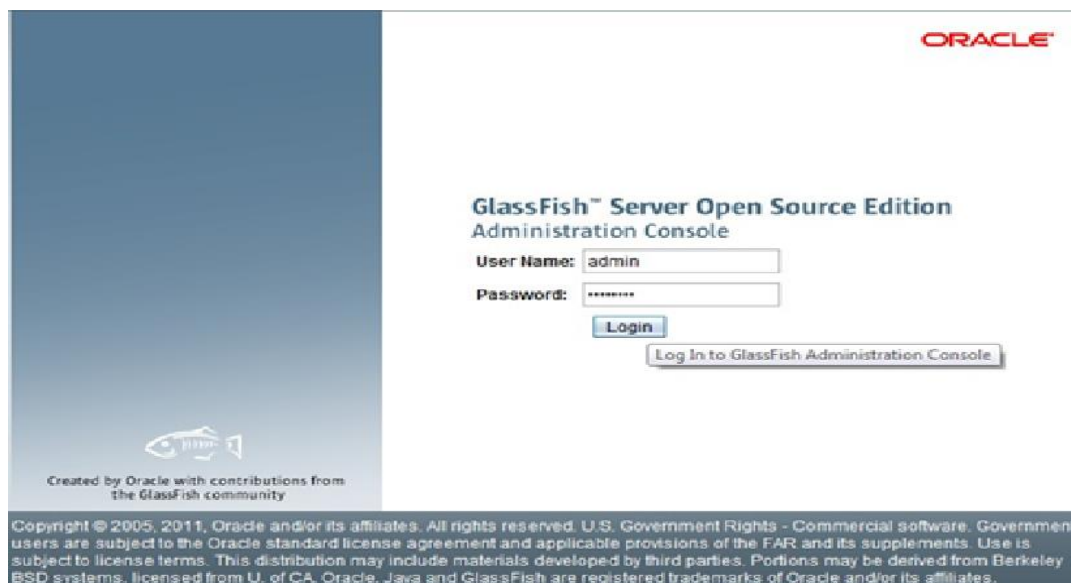 ORACLE
GlassFish™ Server Open Source Edition
Administration Console
User Name: admin
Password: ••••••••
Login
Log In to GlassFish Administration Console
Created by Oracle with contributions from
the GlassFish community
Copyright © 2005, 2011, Oracle and/or its affiliates. All rights reserved. U.S. Government Rights - Commercial software. Governmen
users are subject to the Oracle standard license agreement and applicable provisions of the FAR and its supplements. Use is
subject to license terms. This distribution may include materials developed by third parties. Portions may be derived from Berkeley
BSD systems, licensed from U. of CA. Oracle, Java and GlassFish are registered trademarks of Oracle and/or its affiliates.